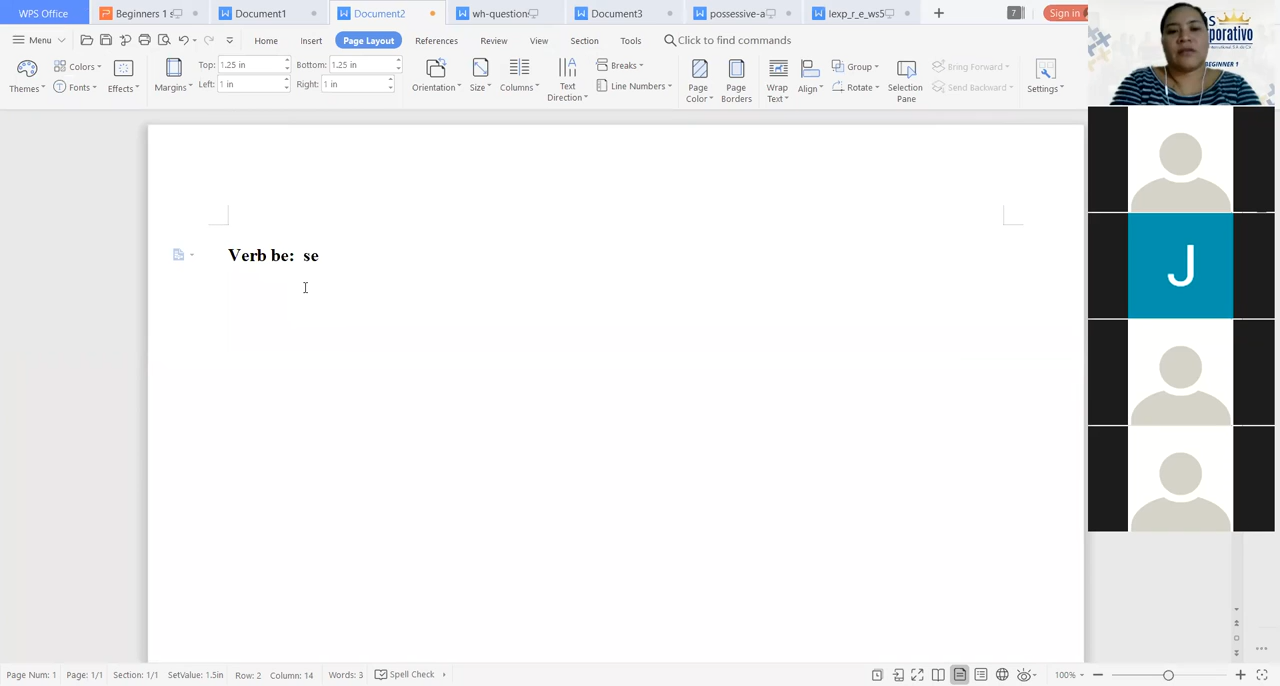 WPS Office Beginners 1 Document1 Document2 wh-question Document3 possessive-a lexp_r_e_ws5 + 7 Sign in
Menu Home Insert Page Layout References View Section Tools Click to find commands
Themes Colors Fonts Effects Margins Top: 1.25 in Bottom: 1.25 in
Left: 1 in Right: 1 in
Orientation Size Columns Text Direction Breaks Line Numbers Page Color Page Borders Wrap Text Align Group Rotate Selection Pane Bring Forward Send Backward Settings
BEGINNER 1
Verb be:  se
J
Page Num: 1 Page: 1/1 Section: 1/1 SetValue: 1.5in Row: 2 Column: 14 Words: 3 Spell Check 100%